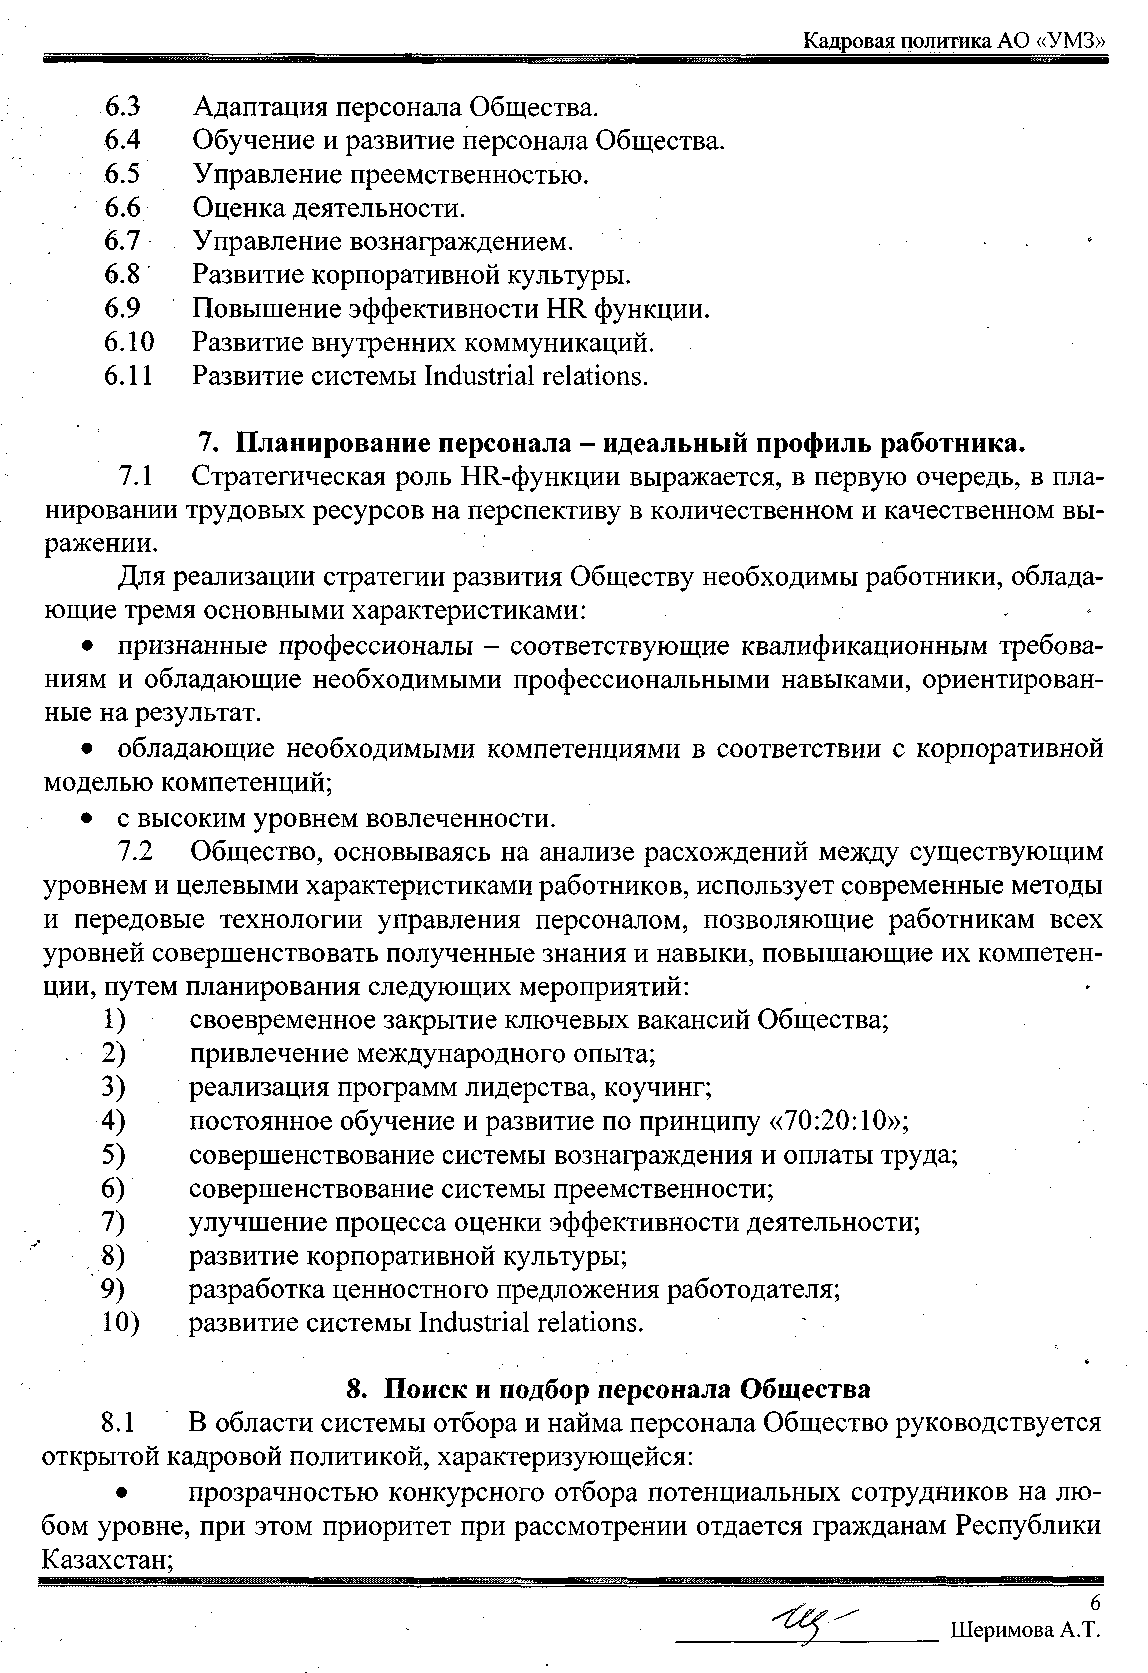 Кадровая политика АО «УМЗ»
6.3 Адаптация персонала Общества.
6.4 Обучение и развитие персонала Общества.
6.5 Управление преемственностью.
6.6 Оценка деятельности.
6.7 Управление вознаграждением.
6.8 Развитие корпоративной культуры.
6.9 Повышение эффективности HR функции.
6.10 Развитие внутренних коммуникаций.
6.11 Развитие системы Industrial relations.
7. Планирование персонала – идеальный профиль работника.
7.1 Стратегическая роль HR-функции выражается, в первую очередь, в пла-
нировании трудовых ресурсов на перспективу в количественном и качественном вы-
ражении.
Для реализации стратегии развития Обществу необходимы работники, облада-
ющие тремя основными характеристиками:
• признанные профессионалы – соответствующие квалификационным требова-
ниям и обладающие необходимыми профессиональными навыками, ориентирован-
ные на результат.
• обладающие необходимыми компетенциями в соответствии с корпоративной
моделью компетенций;
• с высоким уровнем вовлеченности.
7.2 Общество, основываясь на анализе расхождений между существующим
уровнем и целевыми характеристиками работников, использует современные методы
и передовые технологии управления персоналом, позволяющие работникам всех
уровней совершенствовать полученные знания и навыки, повышающие их компетен-
ции, путем планирования следующих мероприятий:
1) своевременное закрытие ключевых вакансий Общества;
2) привлечение международного опыта;
3) реализация программ лидерства, коучинг;
4) постоянное обучение и развитие по принципу «70:20:10»;
5) совершенствование системы вознаграждения и оплаты труда;
6) совершенствование системы преемственности;
7) улучшение процесса оценки эффективности деятельности;
8) развитие корпоративной культуры;
9) разработка ценностного предложения работодателя;
10) развитие системы Industrial relations.
8. Поиск и подбор персонала Общества
8.1 В области системы отбора и найма персонала Общество руководствуется
открытой кадровой политикой, характеризующейся:
• прозрачностью конкурсного отбора потенциальных сотрудников на лю-
бом уровне, при этом приоритет при рассмотрении отдается гражданам Республики
Казахстан;
6
Шеримова А.Т.